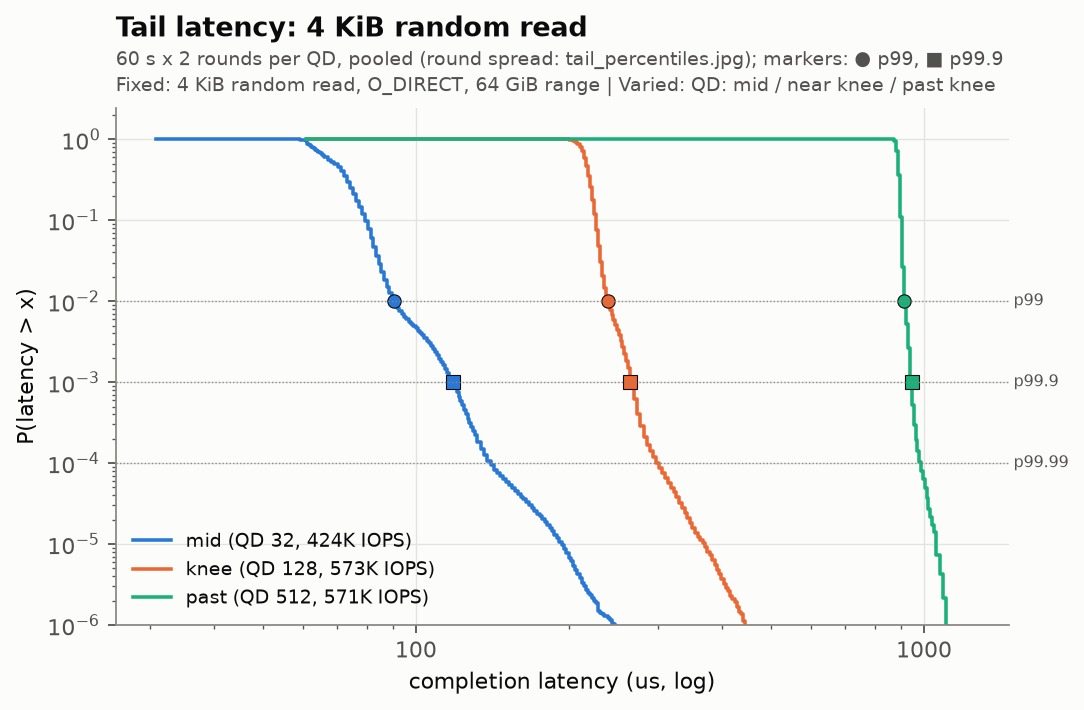 Tail latency: 4 KiB random read
60 s x 2 rounds per QD, pooled (round spread: tail_percentiles.jpg); markers: ● p99, ■ p99.9
Fixed: 4 KiB random read, O_DIRECT, 64 GiB range | Varied: QD: mid / near knee / past knee
P(latency > x)
10⁰
10⁻¹
10⁻²
10⁻³
10⁻⁴
10⁻⁵
10⁻⁶
p99
p99.9
p99.99
mid (QD 32, 424K IOPS)
knee (QD 128, 573K IOPS)
past (QD 512, 571K IOPS)
100
1000
completion latency (us, log)